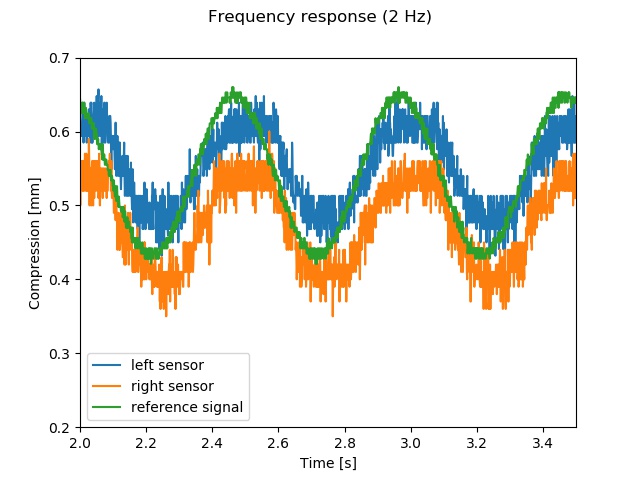 Frequency response (2 Hz)
0.7
0.6
0.5
0.4
0.3
0.2
Compression [mm]
left sensor
right sensor
reference signal
2.0 2.2 2.4 2.6 2.8 3.0 3.2 3.4
Time [s]